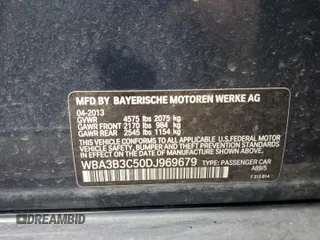 MFD. BY BAYERISCHE MOTOREN WERKE AG
04-2013
GVWR 4575 lbs 2075 kg
GAWR FRONT 2170 lbs 984 kg
GAWR REAR 2545 lbs 1154 kg
THIS VEHICLE CONFORMS TO ALL APPLICABLE U.S. FEDERAL MOTOR VEHICLE
SAFETY, BUMPER AND THEFT PREVENTION STANDARDS IN EFFECT ON THE
DATE OF MANUFACTURE SHOWN ABOVE.
WBA3B3C50DJ969679 TYPE: PASSENGER CAR
A89/5
DREAMBID